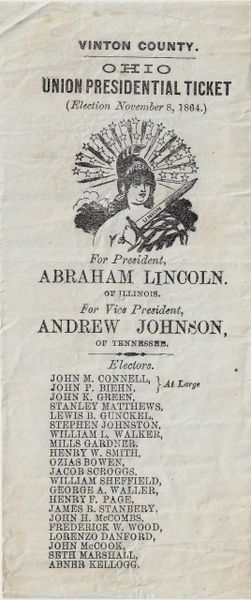 VINTON COUNTY.
OHIO
UNION PRESIDENTIAL TICKET
(Election November 8, 1864.)
UNION
For President,
ABRAHAM LINCOLN.
OF ILLINOIS.
For Vice President,
ANDREW JOHNSON,
OF TENNESSEE.
Electors.
JOHN M. CONNELL, } At Large
JOHN P. BIEHN,
JOHN K. GREEN,
STANLEY MATTHEWS,
LEWIS B. GUNCKEL,
STEPHEN JOHNSTON,
WILLIAM L. WALKER,
MILLS GARDNER,
HENRY W. SMITH,
OZIAS BOWEN,
JACOB SCROGGS,
WILLIAM SHEFFIELD,
GEORGE A. WALLER,
HENRY F. PAGE,
JAMES R. STANBERY,
JOHN H. McCOMBS,
FREDERICK W. WOOD,
LORENZO DANFORD,
JOHN McCOOK,
SETH MARSHALL,
ABNER KELLOGG.